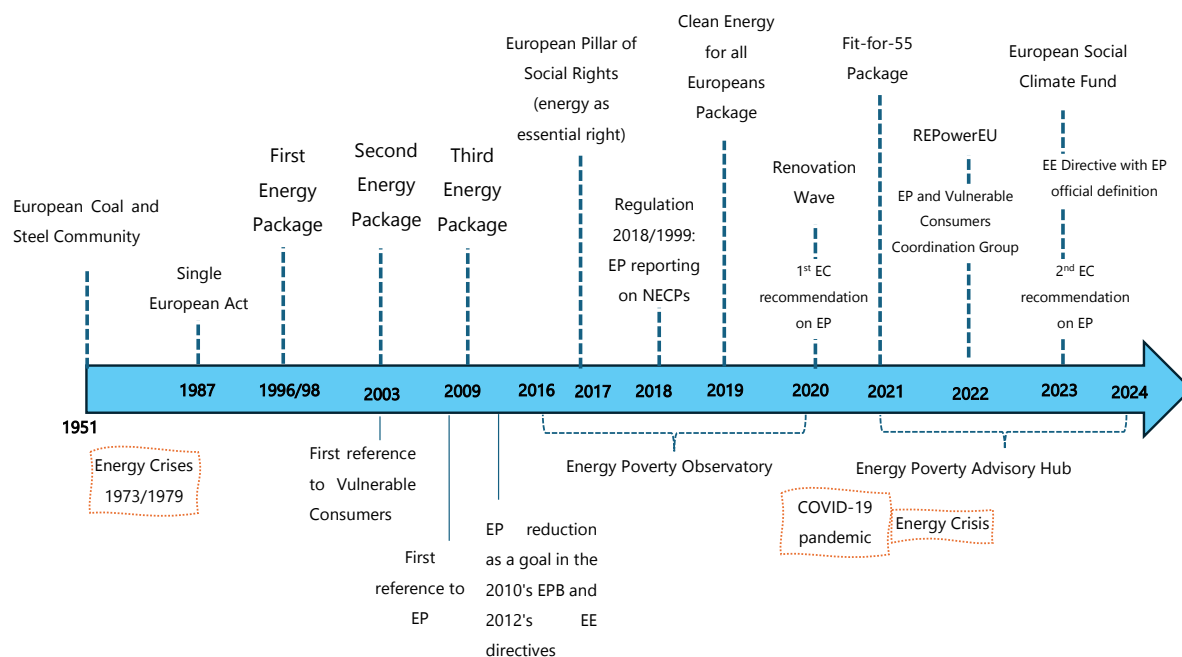 European Coal and
Steel Community
Single
European Act
First
Energy
Package
Second
Energy
Package
Third
Energy
Package
European Pillar of
Social Rights
(energy as
essential right)
Regulation
2018/1999:
EP reporting
on NECPs
Clean Energy
for all
Europeans
Package
Renovation
Wave
1st EC
recommendation
on EP
Fit-for-55
Package
REPowerEU
EP and Vulnerable
Consumers
Coordination Group
European Social
Climate Fund
EE Directive with EP
official definition
2nd EC
recommendation
on EP
1951
1987
1996/98
2003
2009
2016
2017
2018
2019
2020
2021
2022
2023
2024
Energy Crises
1973/1979
First reference
to Vulnerable
Consumers
First
reference to
EP
EP reduction
as a goal in the
2010's EPB and
2012's EE
directives
Energy Poverty Observatory
Energy Poverty Advisory Hub
COVID-19
pandemic
Energy Crisis